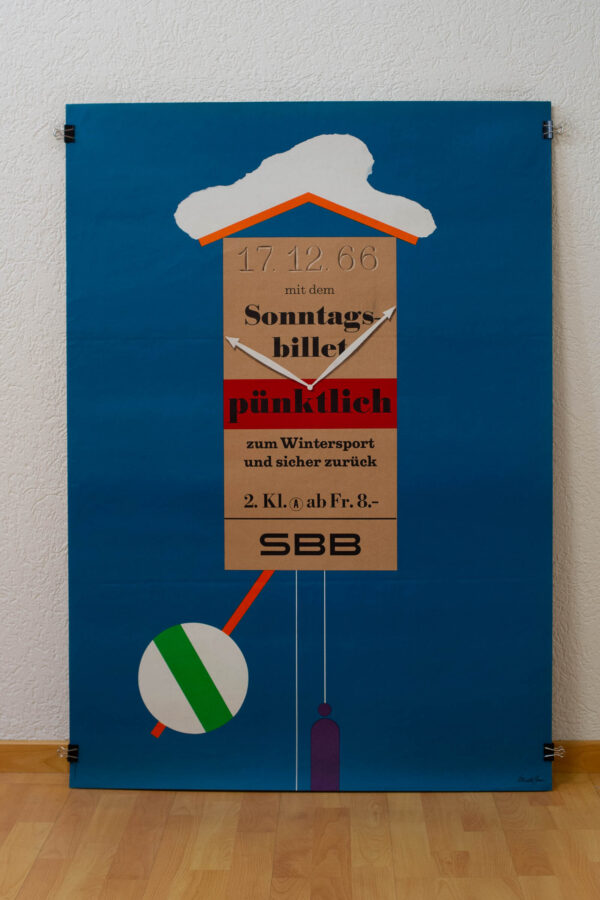 17.12.66
mit dem
Sonntags-
billet
pünktlich
zum Wintersport
und sicher zurück
2. Kl. Ⓐ ab Fr. 8.-
SBB